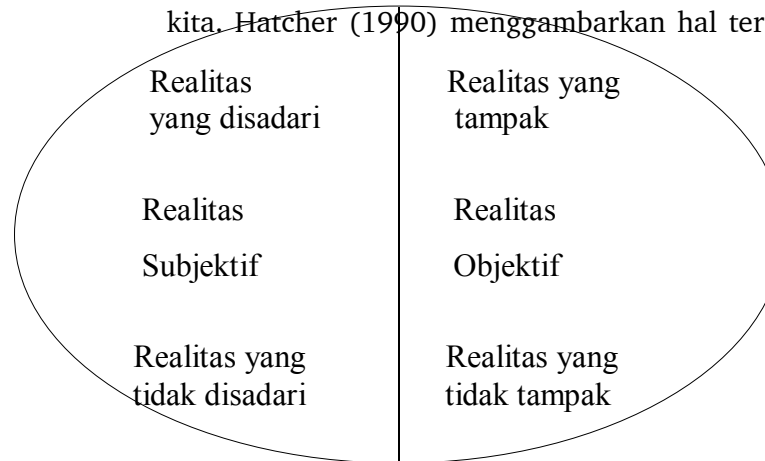 kita. Hatcher (1990) menggambarkan hal ter
Realitas
yang disadari
Realitas yang
tampak
Realitas
Subjektif
Realitas
Objektif
Realitas yang
tidak disadari
Realitas yang
tidak tampak